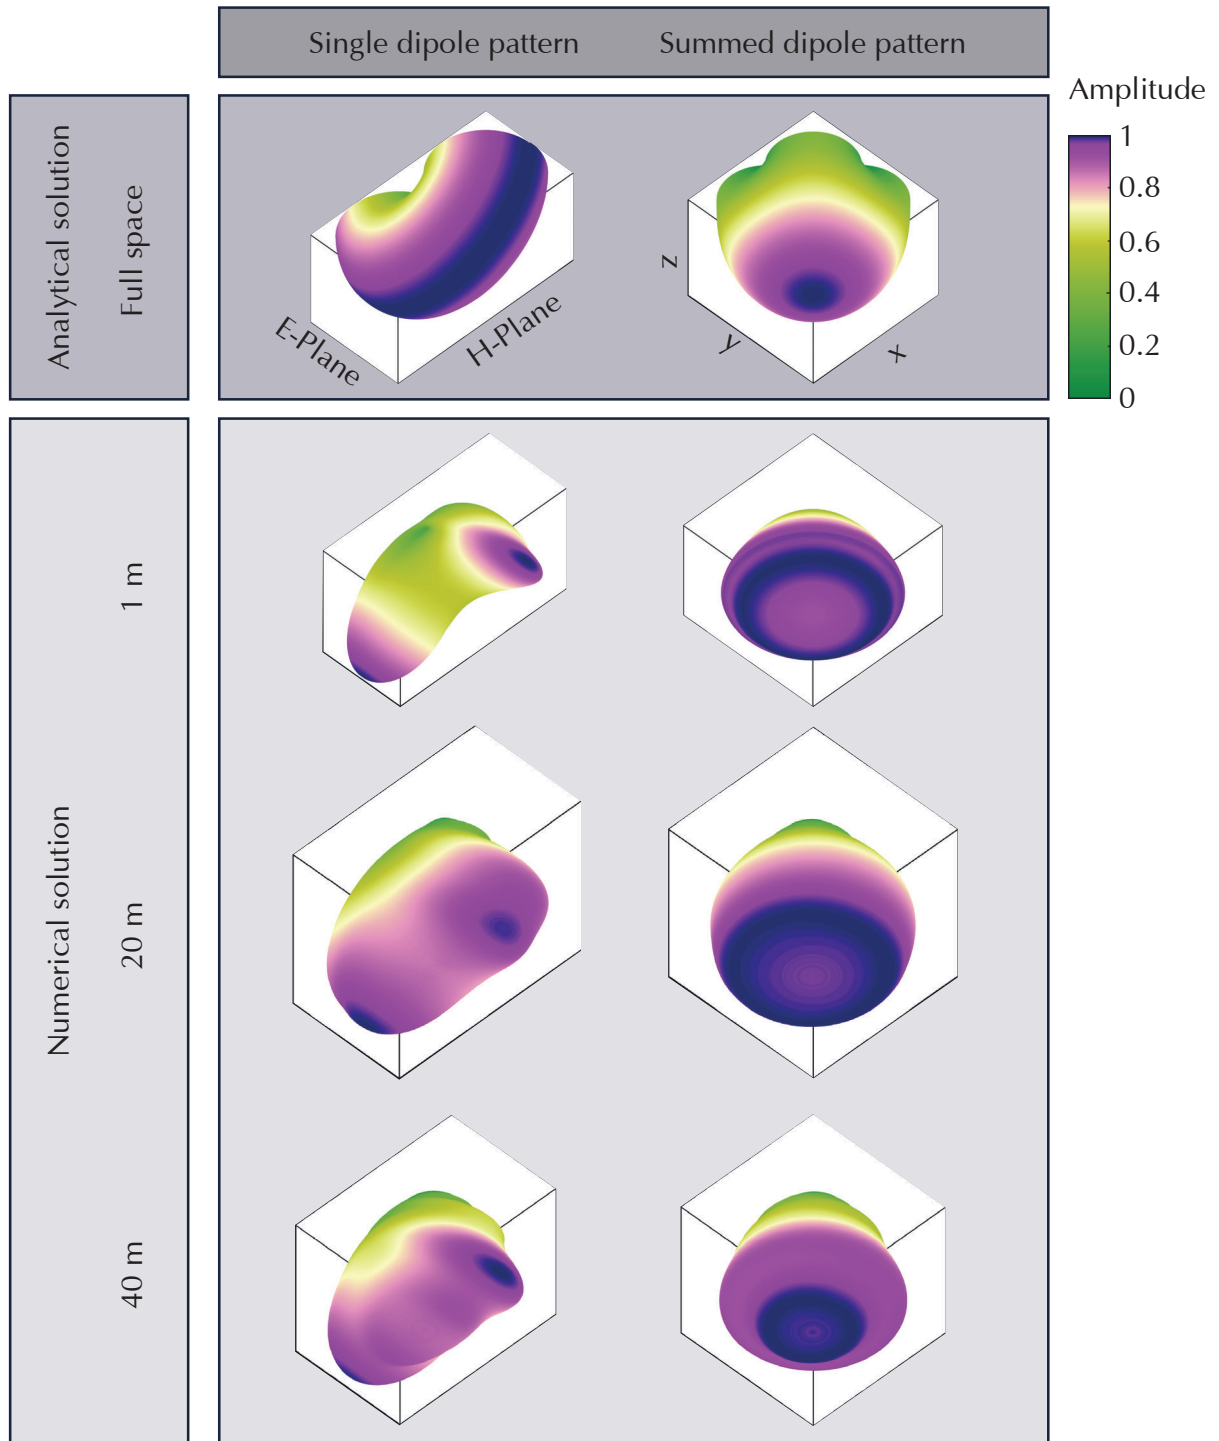 Single dipole pattern
Summed dipole pattern
Amplitude
1
0.8
0.6
0.4
0.2
0
Analytical solution
Full space
E-Plane
H-Plane
z
y
x
Numerical solution
1 m
20 m
40 m